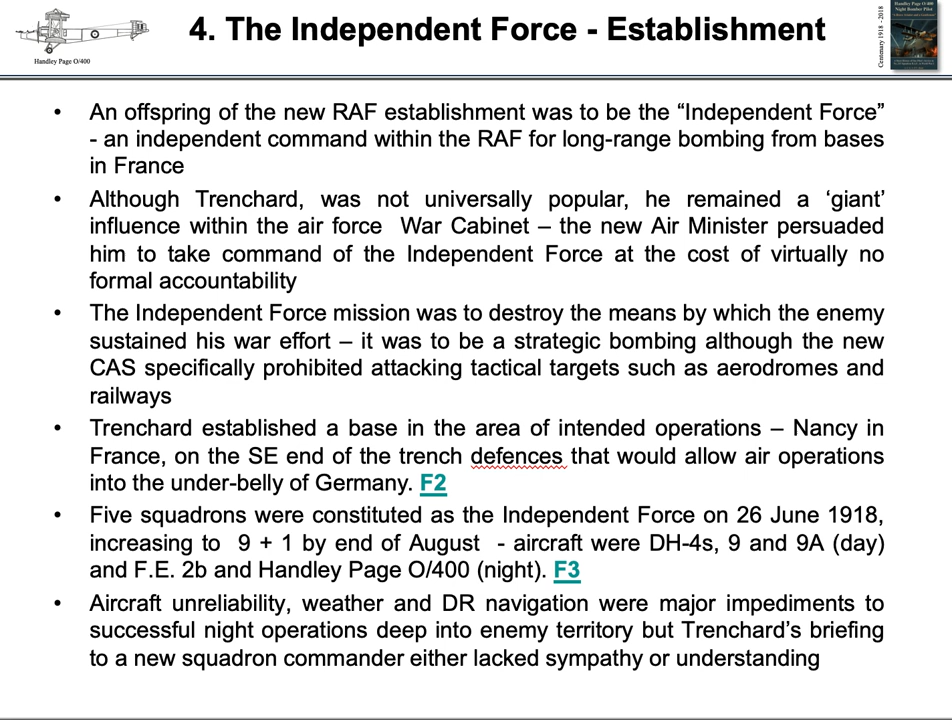 4. The Independent Force - Establishment
Handley Page O/400
Centenary 1918 - 2018
Handley Page O/400
Night Bomber Pilot
• An offspring of the new RAF establishment was to be the “Independent Force”
- an independent command within the RAF for long-range bombing from bases
in France
• Although Trenchard, was not universally popular, he remained a ‘giant’
influence within the air force War Cabinet – the new Air Minister persuaded
him to take command of the Independent Force at the cost of virtually no
formal accountability
• The Independent Force mission was to destroy the means by which the enemy
sustained his war effort – it was to be a strategic bombing although the new
CAS specifically prohibited attacking tactical targets such as aerodromes and
railways
• Trenchard established a base in the area of intended operations – Nancy in
France, on the SE end of the trench defences that would allow air operations
into the under-belly of Germany. F2
• Five squadrons were constituted as the Independent Force on 26 June 1918,
increasing to 9 + 1 by end of August - aircraft were DH-4s, 9 and 9A (day)
and F.E. 2b and Handley Page O/400 (night). F3
• Aircraft unreliability, weather and DR navigation were major impediments to
successful night operations deep into enemy territory but Trenchard’s briefing
to a new squadron commander either lacked sympathy or understanding